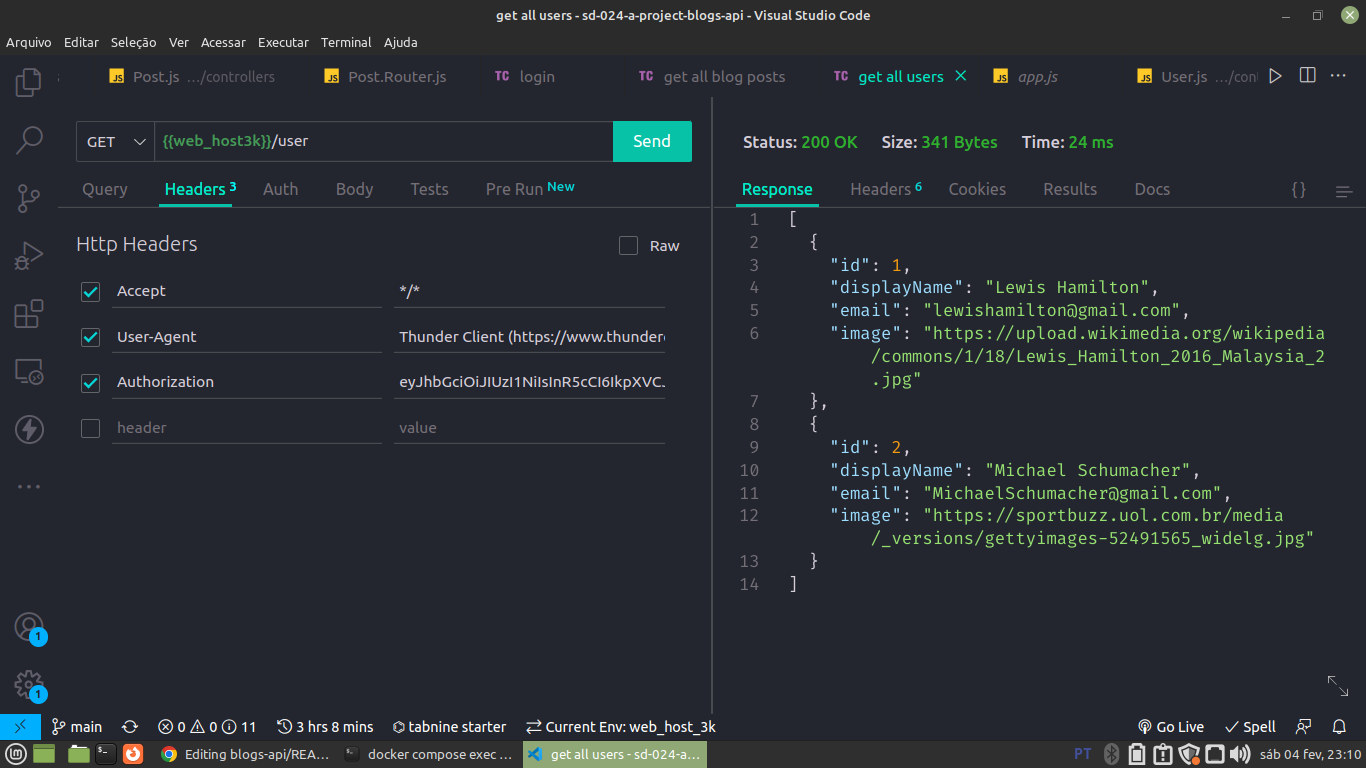 get all users - sd-024-a-project-blogs-api - Visual Studio Code
Arquivo Editar Seleção Ver Acessar Executar Terminal Ajuda
JS Post.js .../controllers JS Post.Router.js TC login TC get all blog posts TC get all users JS app.js JS User.js .../cont
GET {{web_host3k}}/user Send
Status: 200 OK Size: 341 Bytes Time: 24 ms
Query Headers 3 Auth Body Tests Pre Run New
Response Headers 6 Cookies Results Docs {}
Http Headers Raw
Accept */*
User-Agent Thunder Client (https://www.thunder
Authorization eyJhbGciOiJIUzI1NiIsInR5cCI6IkpXVC
header value
1 [
2 {
3 "id": 1,
4 "displayName": "Lewis Hamilton",
5 "email": "lewishamilton@gmail.com",
6 "image": "https://upload.wikimedia.org/wikipedia
/commons/1/18/Lewis_Hamilton_2016_Malaysia_2
.jpg"
7 },
8 {
9 "id": 2,
10 "displayName": "Michael Schumacher",
11 "email": "MichaelSchumacher@gmail.com",
12 "image": "https://sportbuzz.uol.com.br/media
/_versions/gettyimages-52491565_widelg.jpg"
13 }
14 ]
1
1
main 0 0 11 3 hrs 8 mins tabnine starter Current Env: web_host_3k Go Live Spell
Editing blogs-api/REA... docker compose exec ... get all users - sd-024-a... PT sáb 04 fev, 23:10